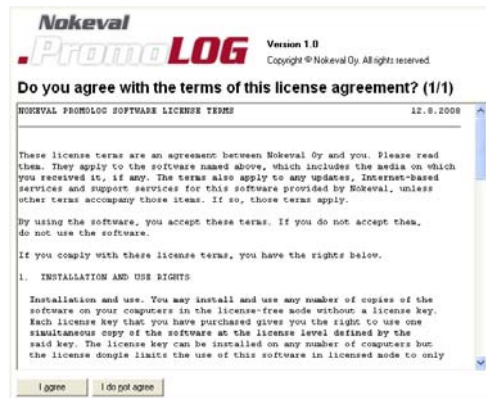 Nokeval
.PromoLOG
Version 1.0
Copyright © Nokeval Oy. All rights reserved.
Do you agree with the terms of this license agreement? (1/1)
NOKEVAL PROMOLOG SOFTWARE LICENSE TERMS 12.8.2008
These license terms are an agreement between Nokeval Oy and you. Please read
them. They apply to the software named above, which includes the media on which
you received it, if any. The terms also apply to any updates, Internet-based
services and support services for this software provided by Nokeval, unless
other terms accompany those items. If so, those terms apply.
By using the software, you accept these terms. If you do not accept them,
do not use the software.
If you comply with these license terms, you have the rights below.
1. INSTALLATION AND USE RIGHTS
Installation and use. You may install and use any number of copies of the
software on your computers in the license-free mode without a license key.
Each license key that you have purchased gives you the right to use one
simultaneous copy of the software at the license level defined by the
said key. The license key can be installed on any number of computers but
the license dongle limits the use of this software in licensed mode to only
I agree I do not agree